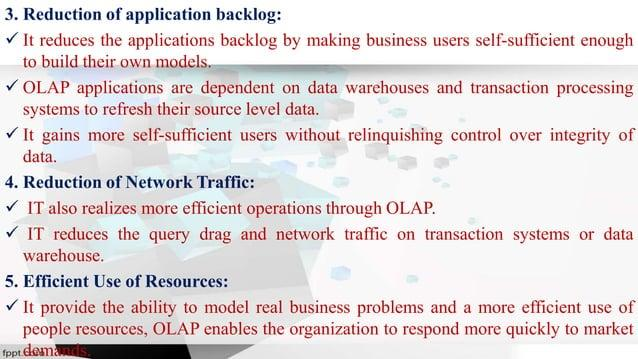 3. Reduction of application backlog:
✓ It reduces the applications backlog by making business users self-sufficient enough
to build their own models.
✓ OLAP applications are dependent on data warehouses and transaction processing
systems to refresh their source level data.
✓ It gains more self-sufficient users without relinquishing control over integrity of
data.
4. Reduction of Network Traffic:
✓ IT also realizes more efficient operations through OLAP.
✓ IT reduces the query drag and network traffic on transaction systems or data
warehouse.
5. Efficient Use of Resources:
✓ It provide the ability to model real business problems and a more efficient use of
people resources, OLAP enables the organization to respond more quickly to market
demands.
fppt.com